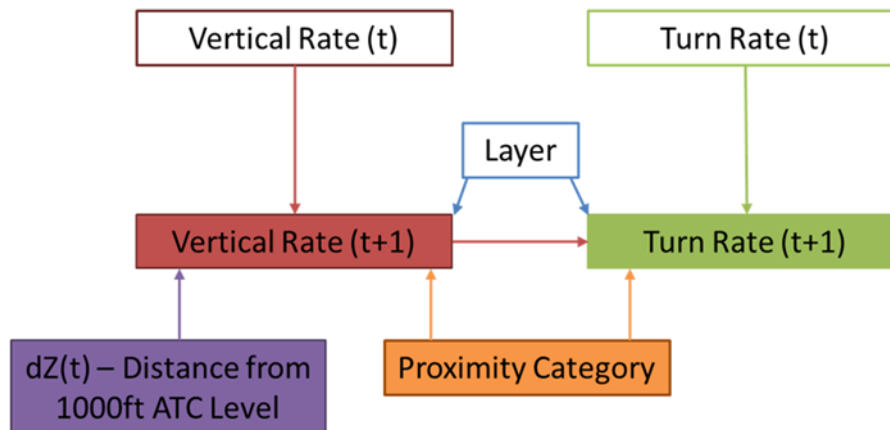 Vertical Rate (t)
Turn Rate (t)
Layer
Vertical Rate (t+1)
Turn Rate (t+1)
dZ(t) – Distance from
1000ft ATC Level
Proximity Category